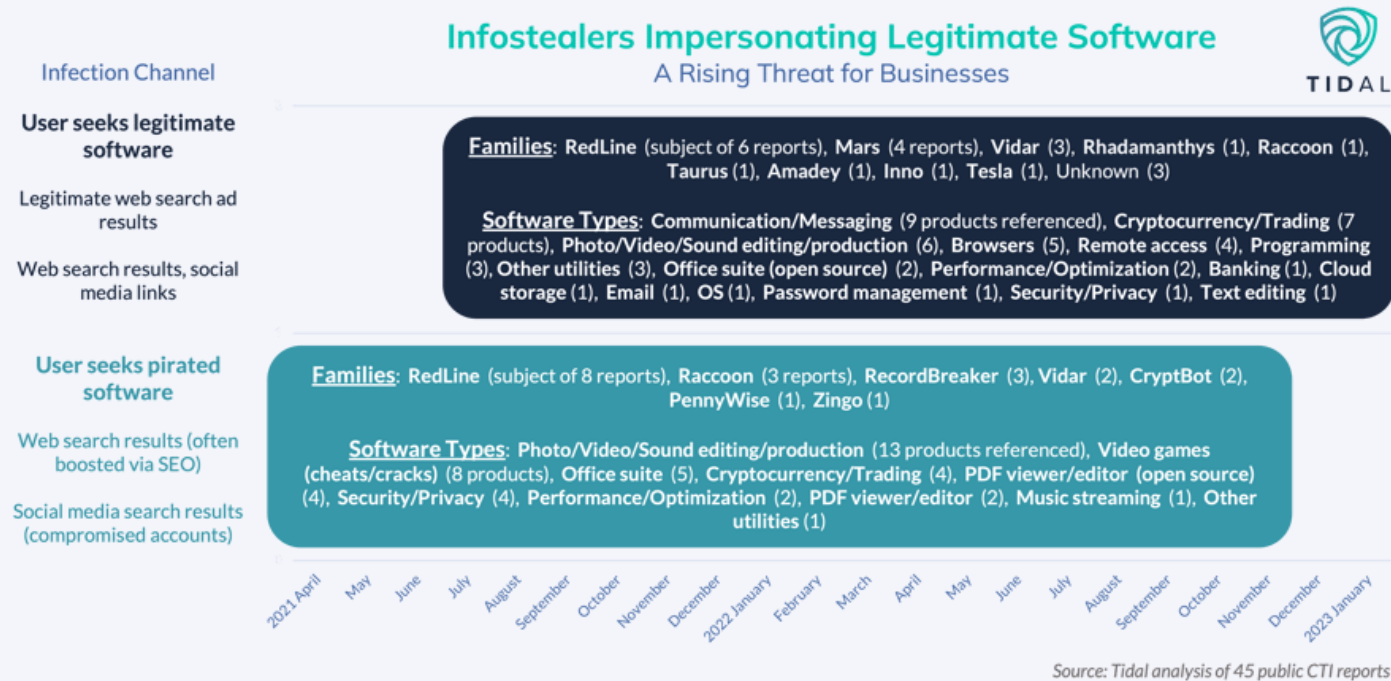 Infostealers Impersonating Legitimate Software
A Rising Threat for Businesses
TIDAL
Infection Channel
User seeks legitimate
software
Legitimate web search ad
results
Web search results, social
media links
Families: RedLine (subject of 6 reports), Mars (4 reports), Vidar (3), Rhadamanthys (1), Raccoon (1),
Taurus (1), Amadey (1), Inno (1), Tesla (1), Unknown (3)
Software Types: Communication/Messaging (9 products referenced), Cryptocurrency/Trading (7
products), Photo/Video/Sound editing/production (6), Browsers (5), Remote access (4), Programming
(3), Other utilities (3), Office suite (open source) (2), Performance/Optimization (2), Banking (1), Cloud
storage (1), Email (1), OS (1), Password management (1), Security/Privacy (1), Text editing (1)
User seeks pirated
software
Web search results (often
boosted via SEO)
Social media search results
(compromised accounts)
Families: RedLine (subject of 8 reports), Raccoon (3 reports), RecordBreaker (3), Vidar (2), CryptBot (2),
PennyWise (1), Zingo (1)
Software Types: Photo/Video/Sound editing/production (13 products referenced), Video games
(cheats/cracks) (8 products), Office suite (5), Cryptocurrency/Trading (4), PDF viewer/editor (open source)
(4), Security/Privacy (4), Performance/Optimization (2), PDF viewer/editor (2), Music streaming (1), Other
utilities (1)
2021 April
May
June
July
August
September
October
November
December
2022 January
February
March
April
May
June
July
August
September
October
November
December
2023 January
Source: Tidal analysis of 45 public CTI reports